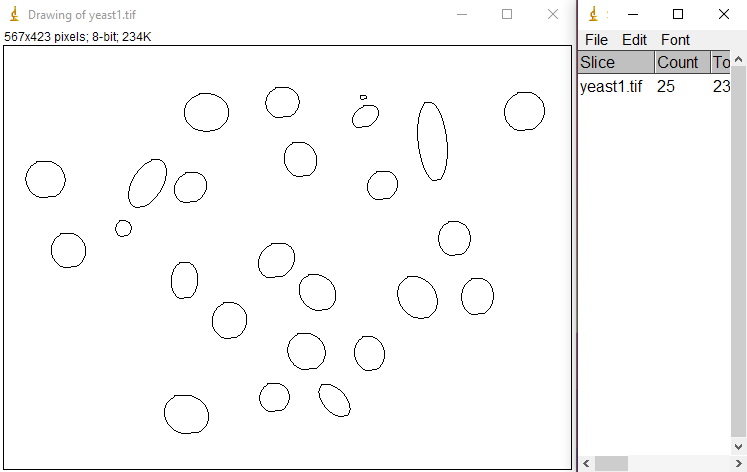 Drawing of yeast1.tif
567x423 pixels; 8-bit; 234K
File Edit Font
Slice Count To
yeast1.tif 25 23